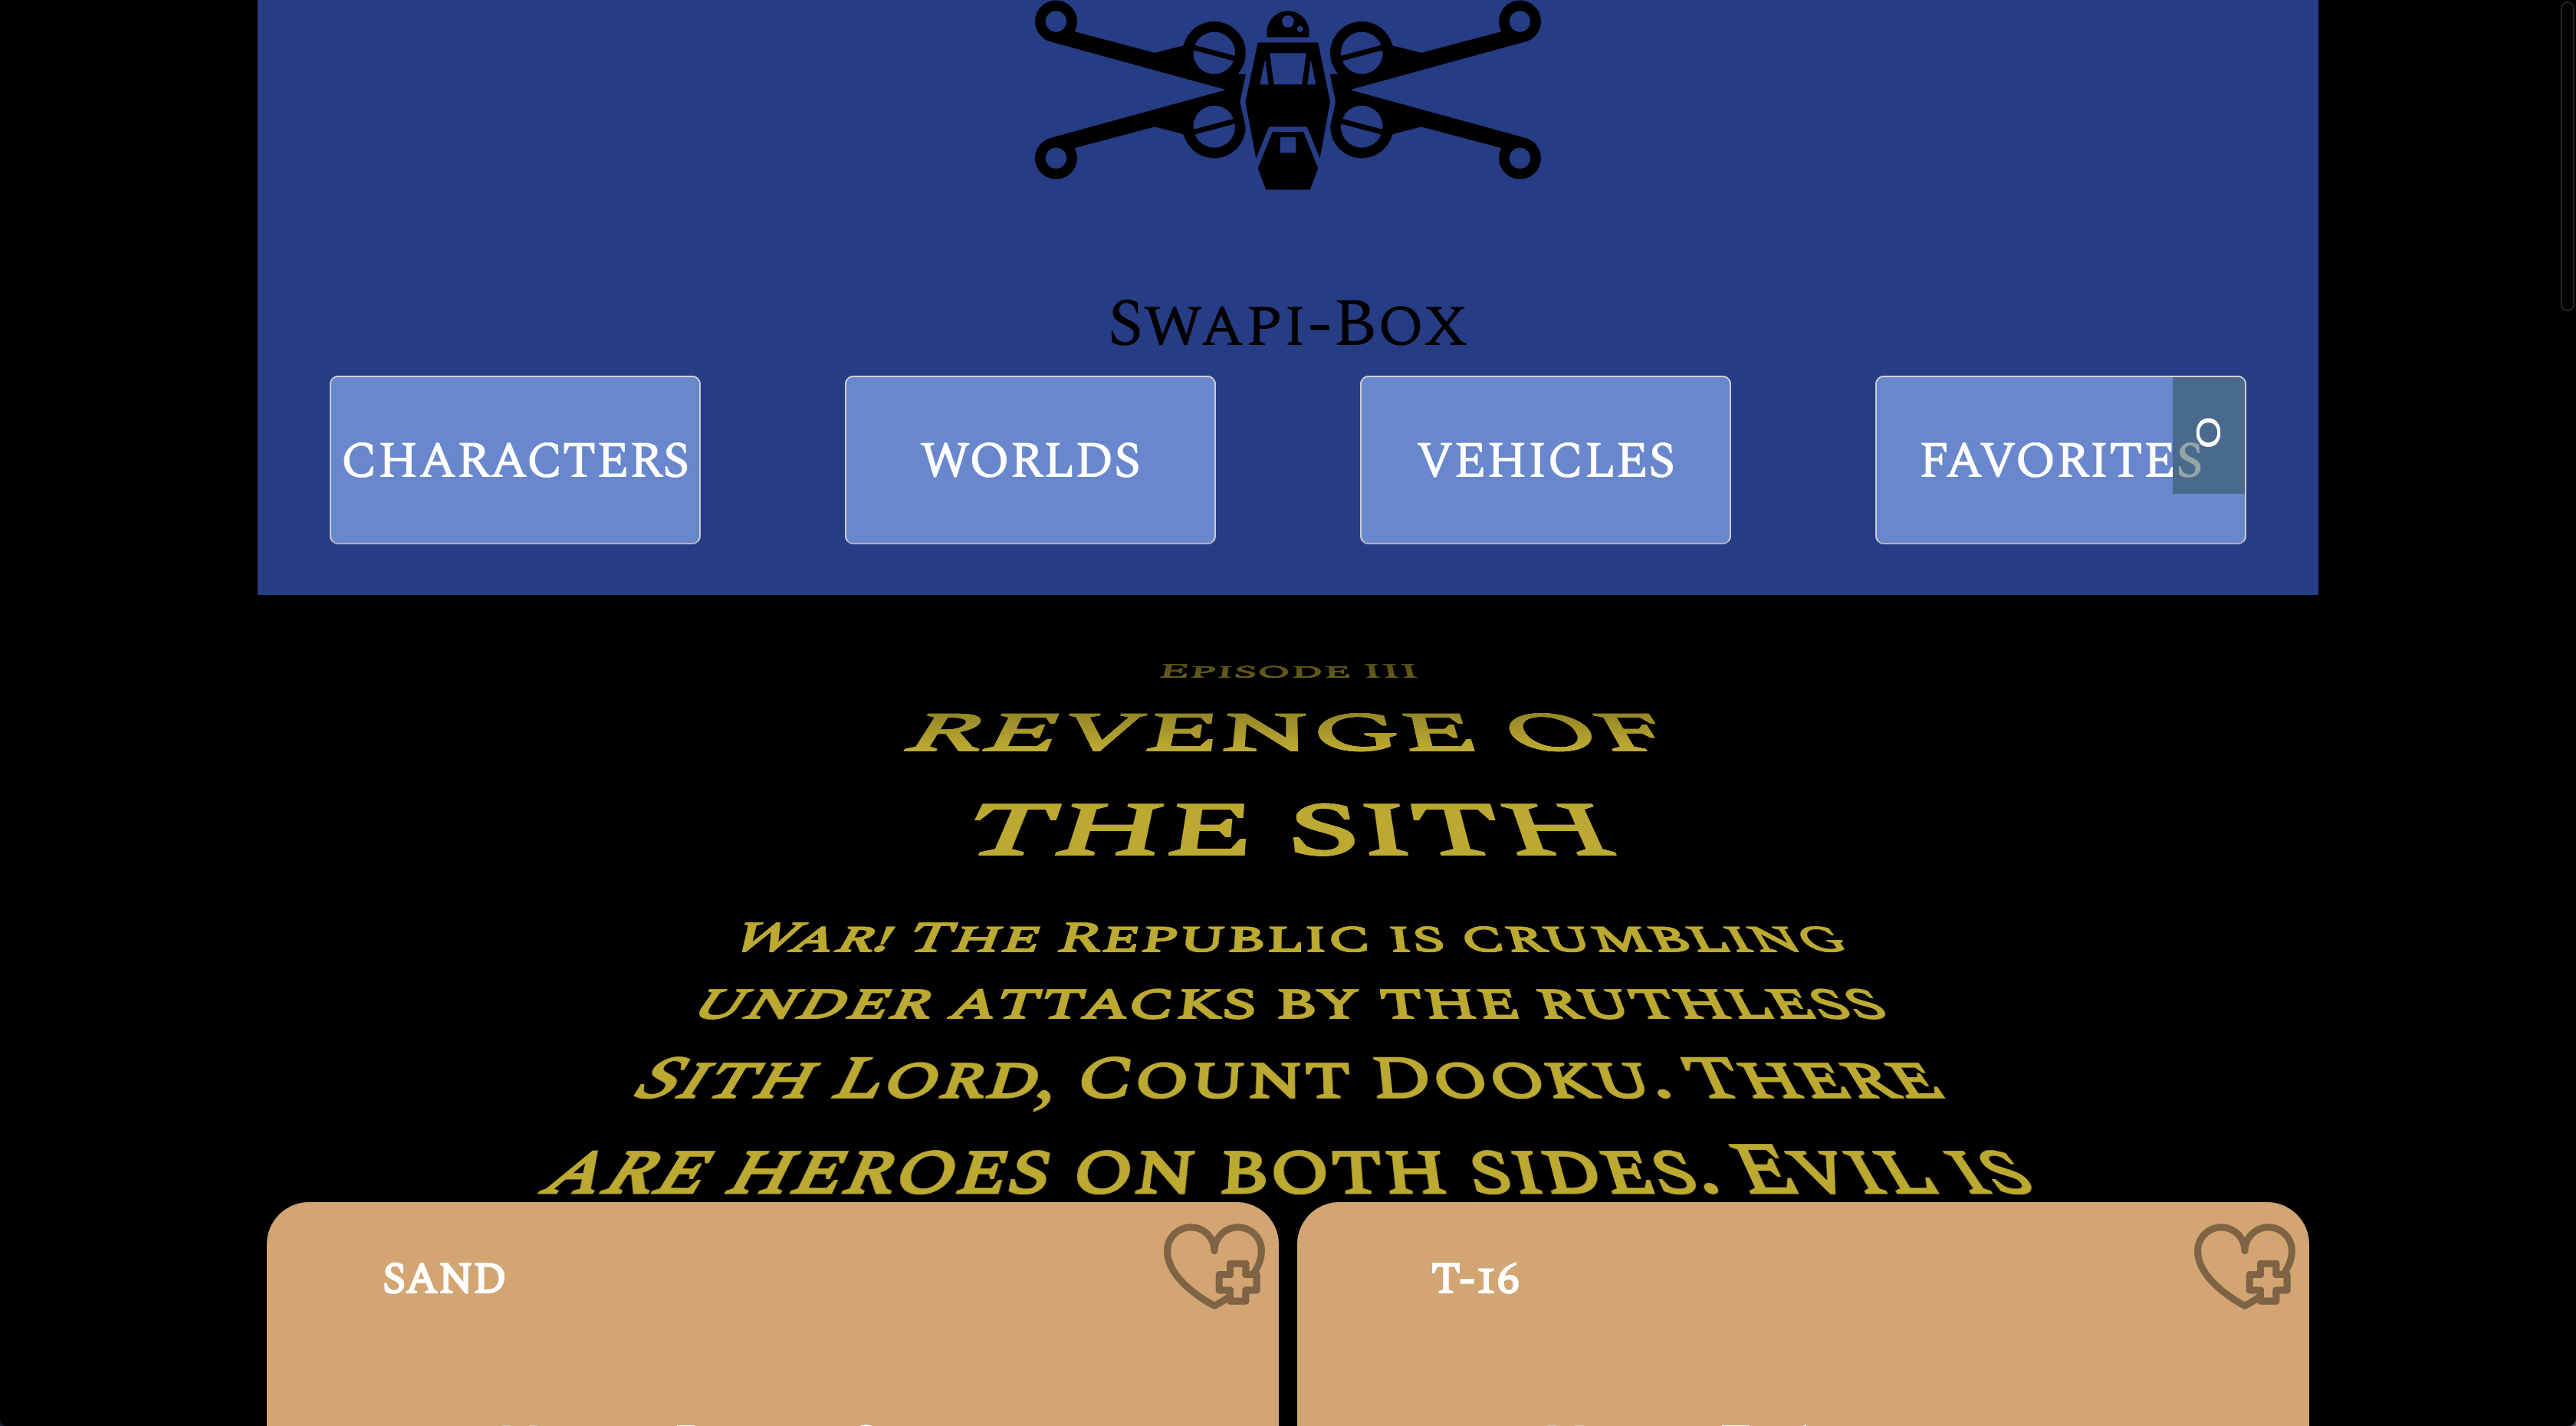 Swapi-Box
CHARACTERS
WORLDS
VEHICLES
FAVORITES
0
Episode III
REVENGE OF
THE SITH
War! The Republic is crumbling
under attacks by the ruthless
Sith Lord, Count Dooku. There
are heroes on both sides. Evil is
SAND
T-16